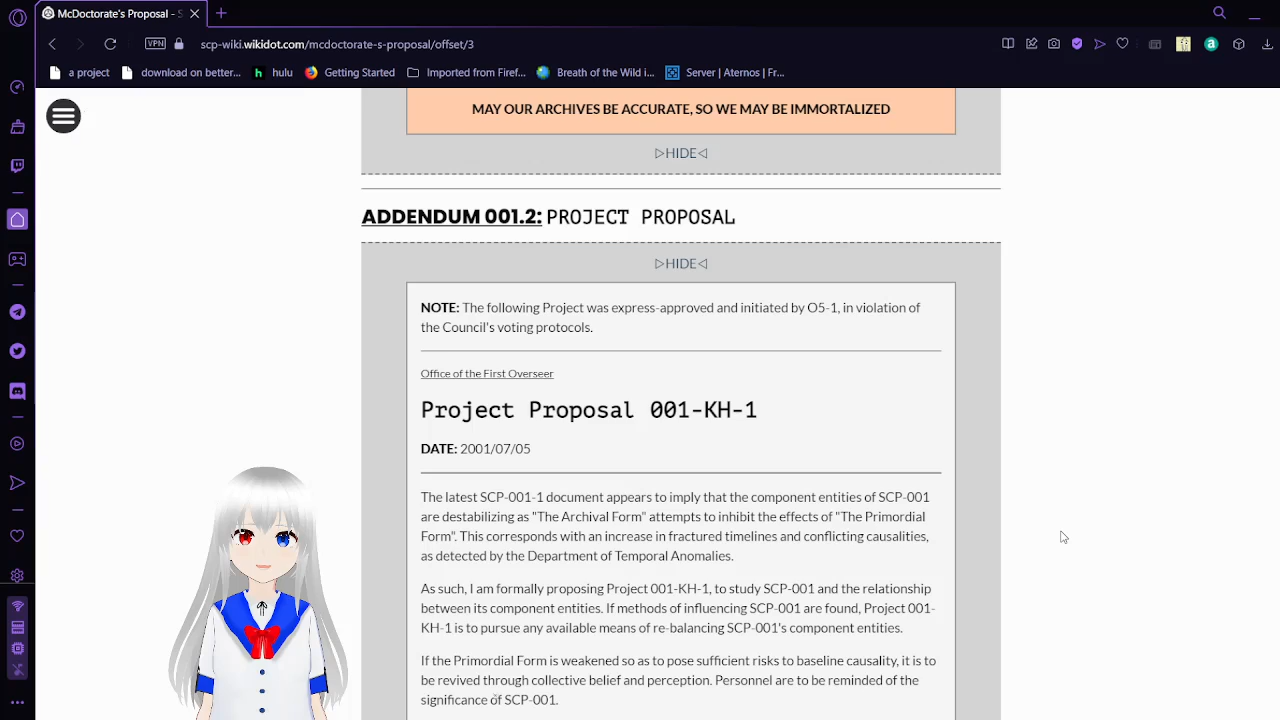 McDoctorate's Proposal - S
VPN
scp-wiki.wikidot.com/mcdoctorate-s-proposal/offset/3
a project
download on better...
hulu
Getting Started
Imported from Firef...
Breath of the Wild i...
Server | Aternos | Fr...
MAY OUR ARCHIVES BE ACCURATE, SO WE MAY BE IMMORTALIZED
▷HIDE◁
ADDENDUM 001.2: PROJECT PROPOSAL
▷HIDE◁
NOTE: The following Project was express-approved and initiated by O5-1, in violation of
the Council's voting protocols.
Office of the First Overseer
Project Proposal 001-KH-1
DATE: 2001/07/05
The latest SCP-001-1 document appears to imply that the component entities of SCP-001
are destabilizing as "The Archival Form" attempts to inhibit the effects of "The Primordial
Form". This corresponds with an increase in fractured timelines and conflicting causalities,
as detected by the Department of Temporal Anomalies.
As such, I am formally proposing Project 001-KH-1, to study SCP-001 and the relationship
between its component entities. If methods of influencing SCP-001 are found, Project 001-
KH-1 is to pursue any available means of re-balancing SCP-001's component entities.
If the Primordial Form is weakened so as to pose sufficient risks to baseline causality, it is to
be revived through collective belief and perception. Personnel are to be reminded of the
significance of SCP-001.